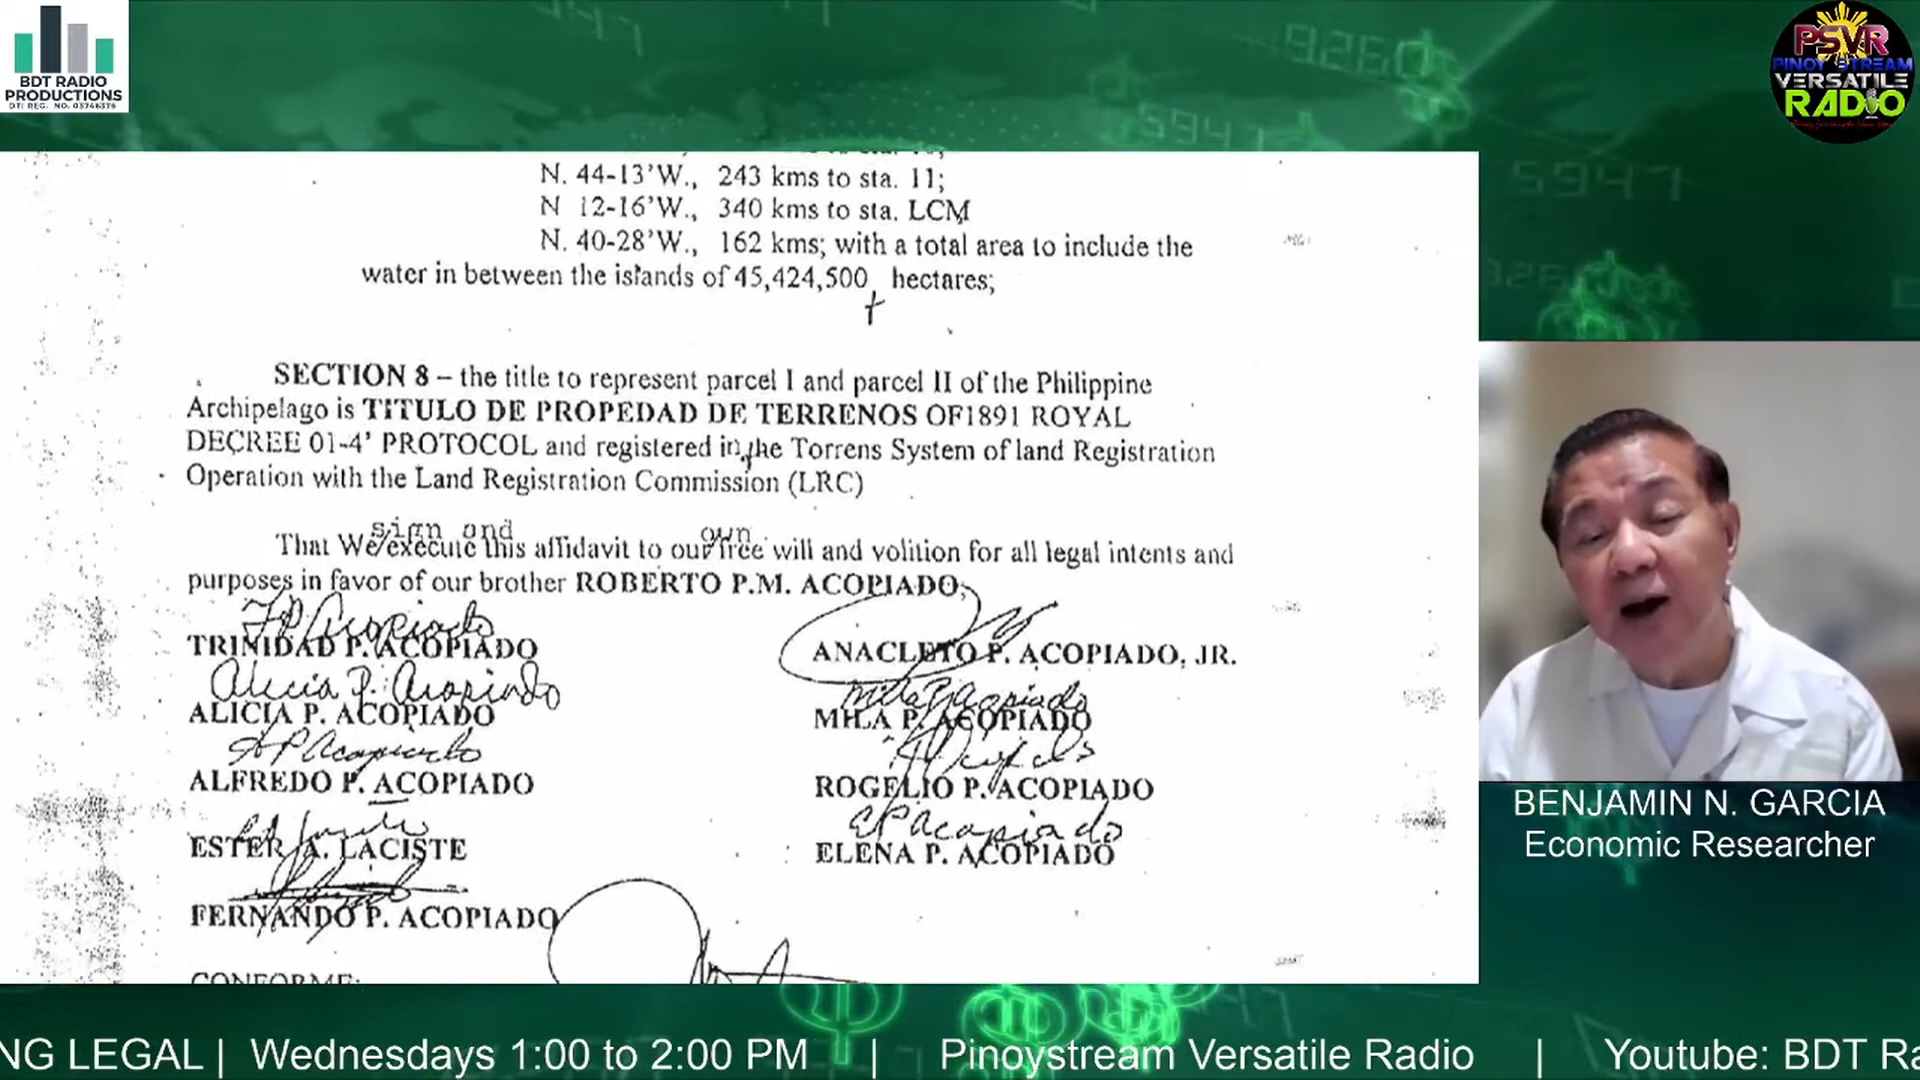 BDT RADIO
PRODUCTIONS
DTI REG. NO. 03746376
PSVR
PINOY STREAM
VERSATILE
RADIO
N. 44-13'W., 243 kms to sta. 11;
N 12-16'W., 340 kms to sta. LCM
N. 40-28'W., 162 kms; with a total area to include the
water in between the islands of 45,424,500 hectares;
SECTION 8 – the title to represent parcel I and parcel II of the Philippine
Archipelago is TITULO DE PROPEDAD DE TERRENOS OF1891 ROYAL
DECREE 01-4' PROTOCOL and registered in the Torrens System of land Registration
Operation with the Land Registration Commission (LRC)
sign and own
That We/execute this affidavit to our/free will and volition for all legal intents and
purposes in favor of our brother ROBERTO P.M. ACOPIADO;
TRINIDAD P. ACOPIADO
ANACLETO P. ACOPIADO, JR.
ALICIA P. ACOPIADO
MILA P. ACOPIADO
ALFREDO P. ACOPIADO
ROGELIO P. ACOPIADO
ESTER A. LACISTE
ELENA P. ACOPIADO
FERNANDO P. ACOPIADO
CONFORME:
BENJAMIN N. GARCIA
Economic Researcher
NG LEGAL | Wednesdays 1:00 to 2:00 PM | Pinoystream Versatile Radio | Youtube: BDT Ra